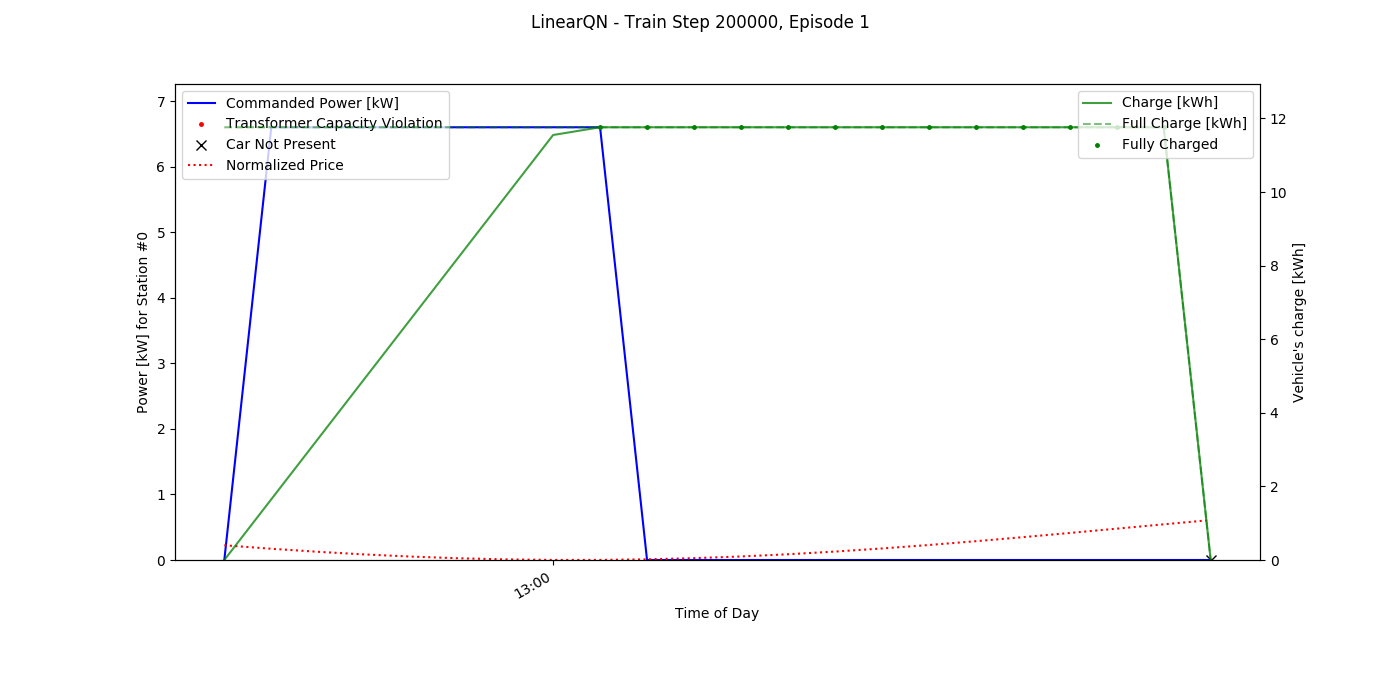 LinearQN - Train Step 200000, Episode 1
Commanded Power [kW]
Transformer Capacity Violation
Car Not Present
Normalized Price
Charge [kWh]
Full Charge [kWh]
Fully Charged
7
6
5
4
3
2
1
0
Power [kW] for Station #0
12
10
8
6
4
2
0
Vehicle's charge [kWh]
13:00
Time of Day